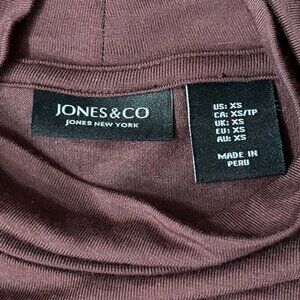 JONES&CO
JONES NEW YORK
US: XS
CA: XS/TP
UK: XS
EU: XS
AU: XS
MADE IN
PERU